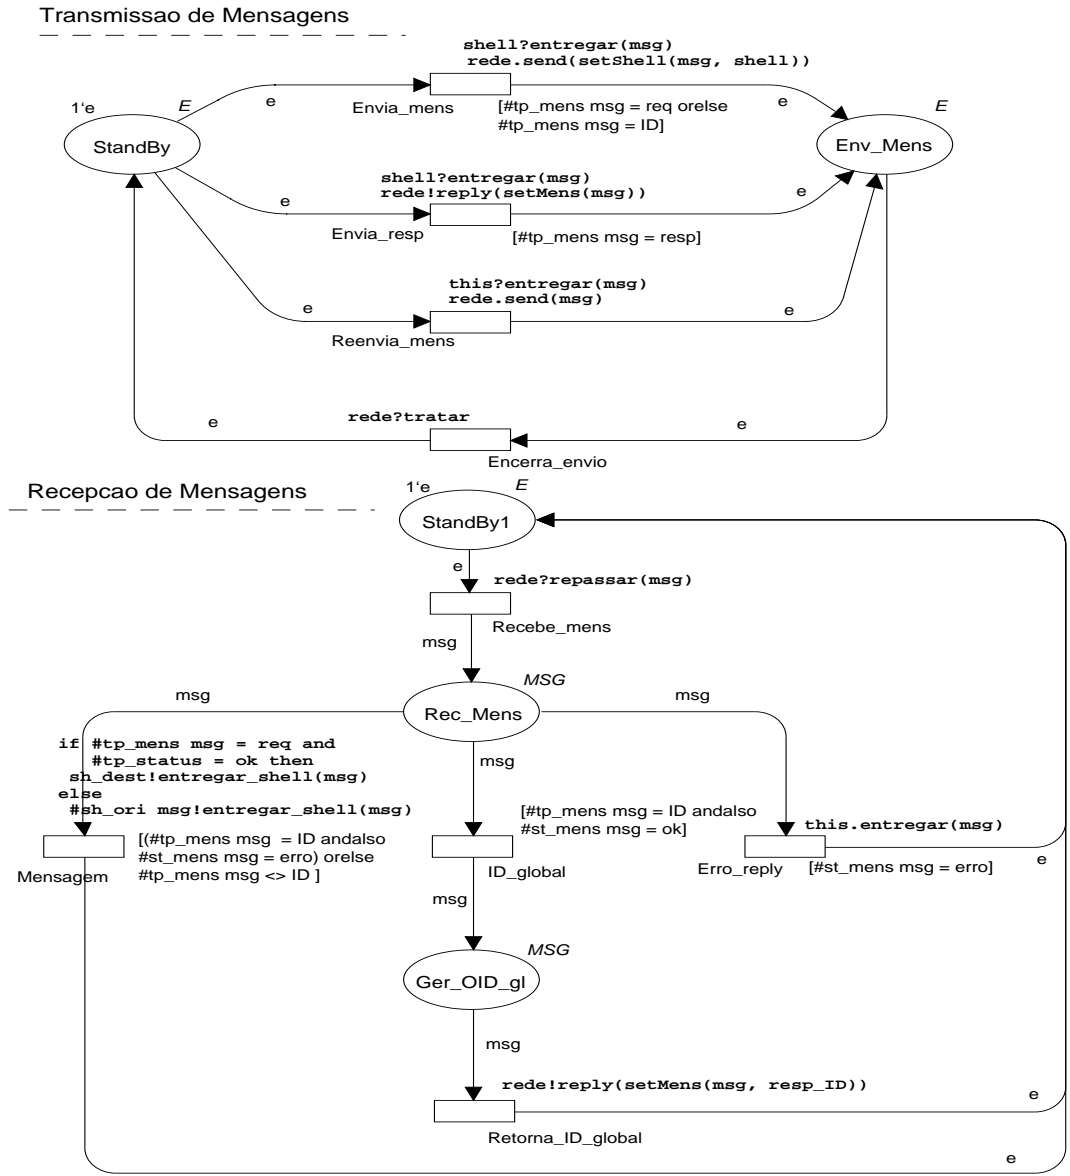 Transmissao de Mensagens
shell?entregar(msg)
rede.send(setShell(msg, shell))
1‘e
E
e
Envia_mens
[#tp_mens msg = req orelse
#tp_mens msg = ID]
e
E
StandBy
Env_Mens
shell?entregar(msg)
rede!reply(setMens(msg))
e
e
Envia_resp
[#tp_mens msg = resp]
this?entregar(msg)
rede.send(msg)
e
e
Reenvia_mens
rede?tratar
e
e
Encerra_envio
Recepcao de Mensagens
1‘e
E
StandBy1
e
rede?repassar(msg)
Recebe_mens
msg
MSG
msg
msg
Rec_Mens
if #tp_mens msg = req and
#tp_status = ok then
sh_dest!entregar_shell(msg)
else
#sh_ori msg!entregar_shell(msg)
msg
[#tp_mens msg = ID andalso
#st_mens msg = ok]
this.entregar(msg)
[(#tp_mens msg = ID andalso
#st_mens msg = erro) orelse
#tp_mens msg <> ID ]
Mensagem
ID_global
Erro_reply
[#st_mens msg = erro]
e
msg
MSG
Ger_OID_gl
msg
rede!reply(setMens(msg, resp_ID))
e
Retorna_ID_global
e